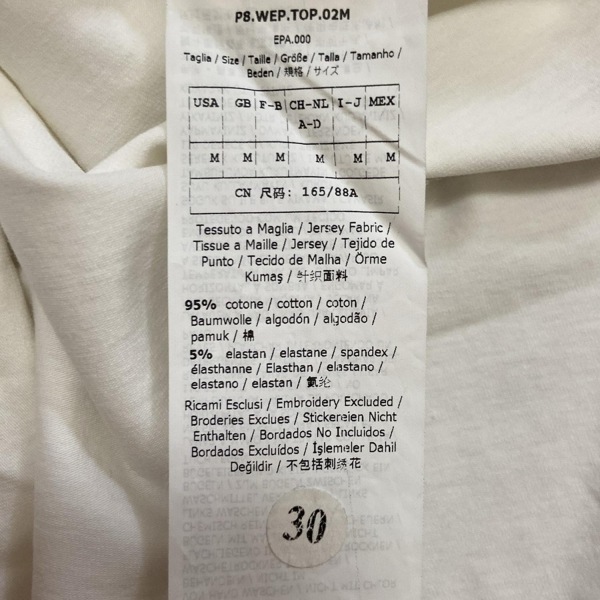 P8.WEP.TOP.02M
EPA.000
Taglia / Size / Taille / Größe / Talla / Tamanho /
Beden / 規格 / サイズ
USA GB F-B CH-NL I-J MEX
A-D
M M M M M M
CN 尺码: 165/88A
Tessuto a Maglia / Jersey Fabric /
Tissue a Maille / Jersey / Tejido de
Punto / Tecido de Malha / Örme
Kumaş / 针织面料
95% cotone / cotton / coton /
Baumwolle / algodón / algodão /
pamuk / 棉
5% elastan / elastane / spandex /
élasthanne / Elasthan / elastano /
elastano / elastan / 氨纶
Ricami Esclusi / Embroidery Excluded /
Broderies Exclues / Stickereien Nicht
Enthalten / Bordados No Incluidos /
Bordados Excluídos / İşlemeler Dahil
Değildir / 不包括刺绣花
30